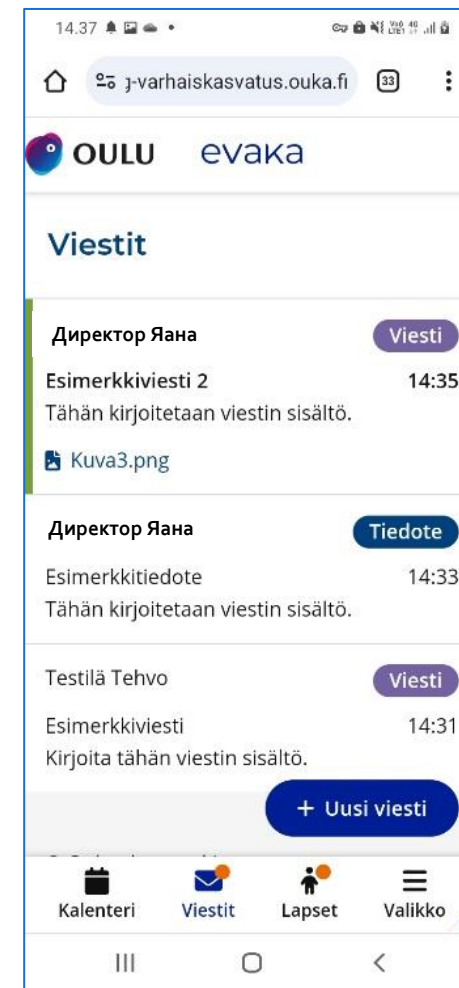 14.37
g-varhaiskasvatus.ouka.fi 33
OULU evaka
Viestit
Директор Яана Viesti
Esimerkkiviesti 2 14:35
Tähän kirjoitetaan viestin sisältö.
Kuva3.png
Директор Яана Tiedote
Esimerkkitiedote 14:33
Tähän kirjoitetaan viestin sisältö.
Testilä Tehvo Viesti
Esimerkkiviesti 14:31
Kirjoita tähän viestin sisältö.
+ Uusi viesti
Kalenteri Viestit Lapset Valikko